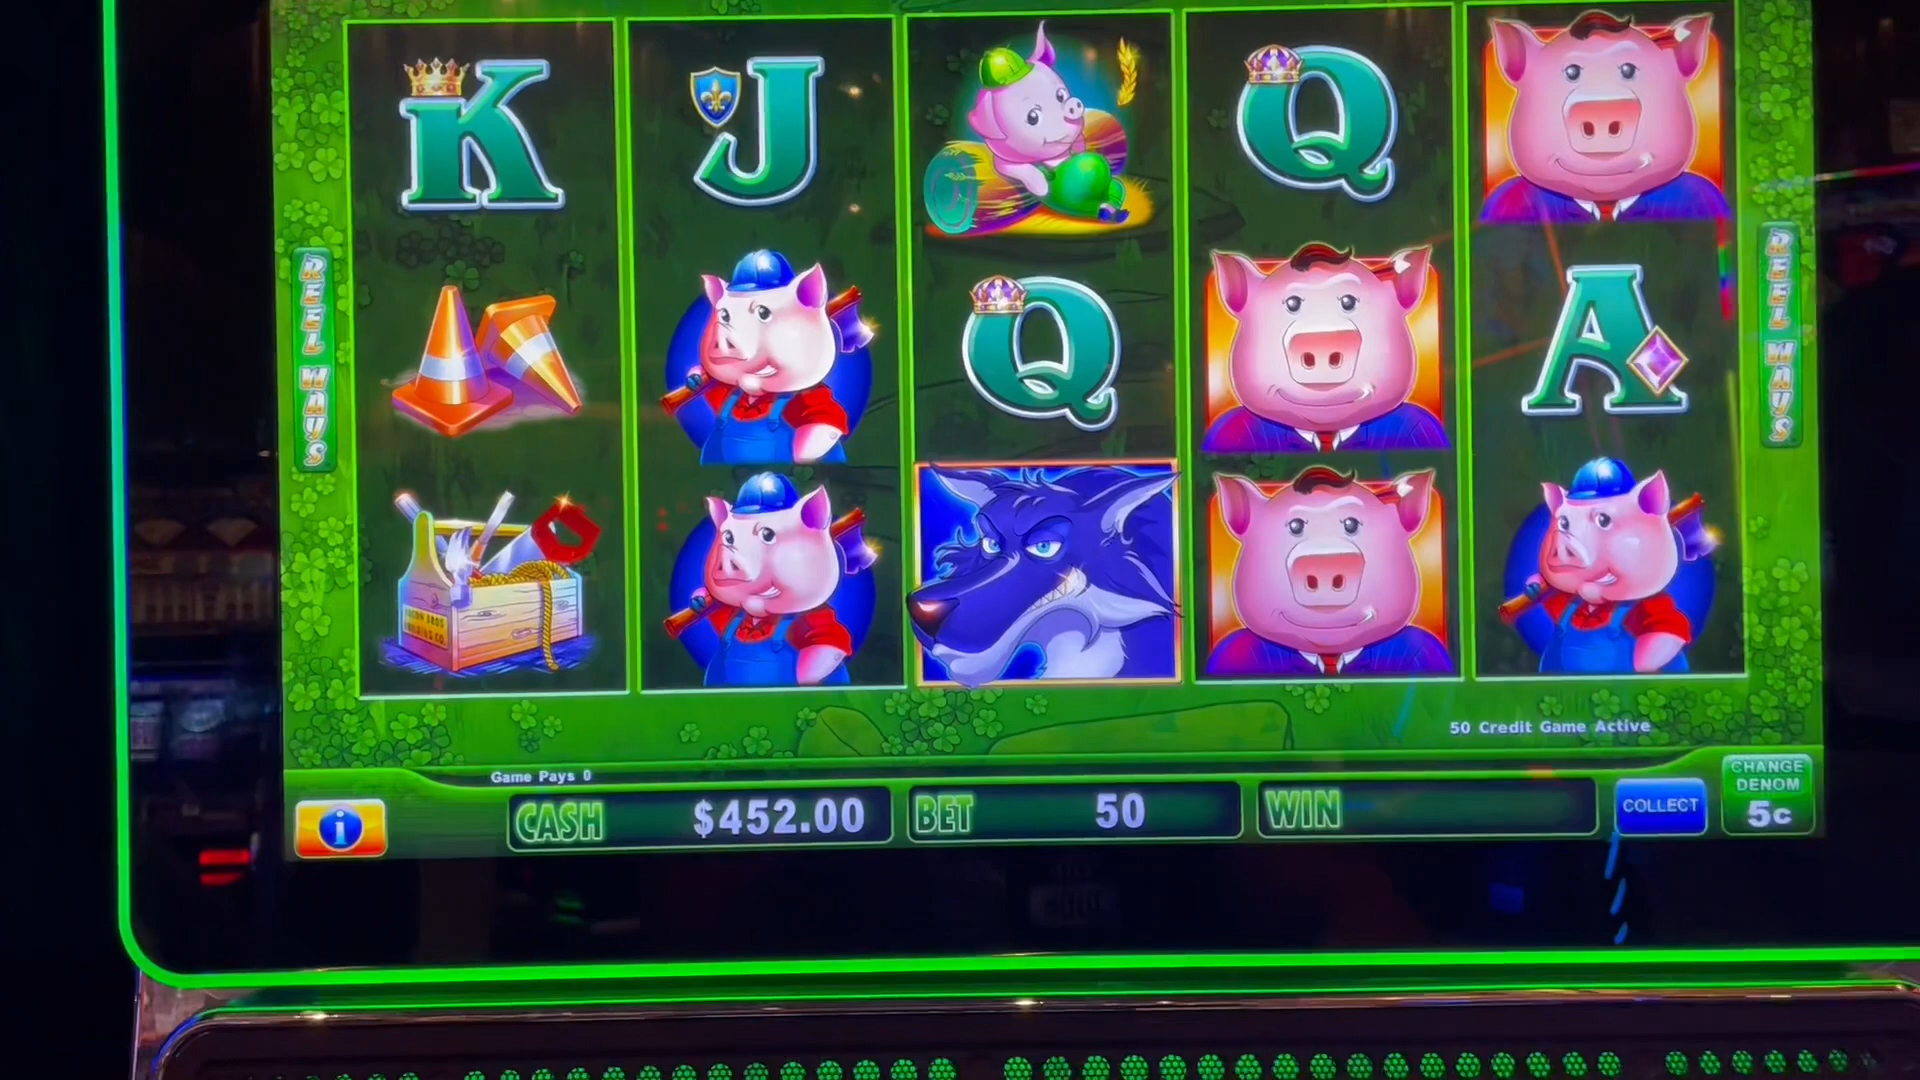 K
J
Q
Q
A
REEL WAYS
REEL WAYS
50 Credit Game Active
Game Pays 0
CASH $452.00
BET 50
WIN
COLLECT
CHANGE
DENOM
5c